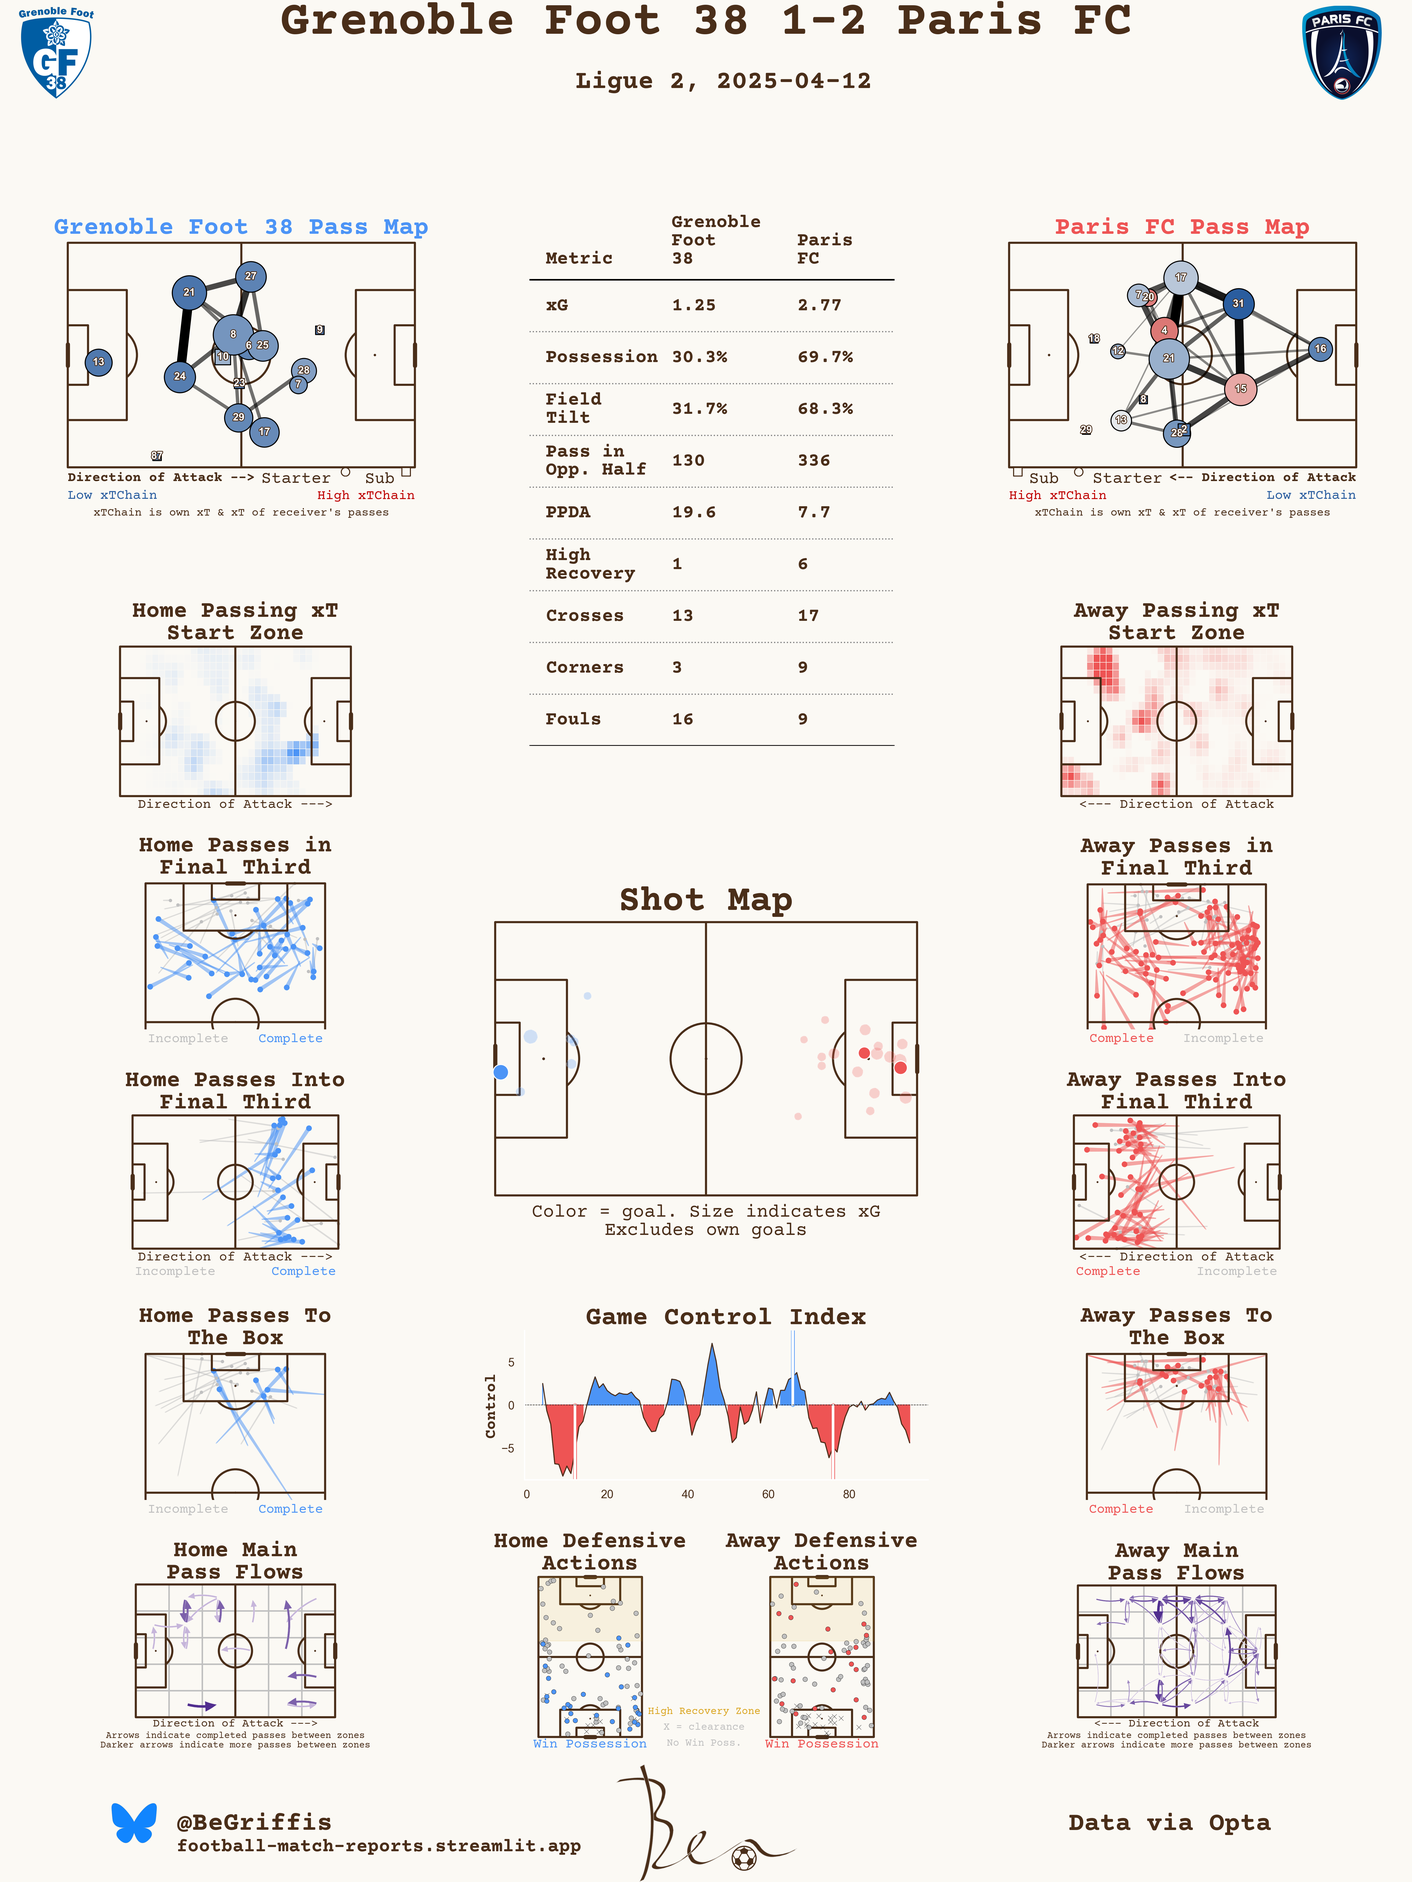 Grenoble Foot 38 1-2 Paris FC
Ligue 2, 2025-04-12
Grenoble Foot
GF
38
PARIS FC
Grenoble Foot 38 Pass Map
27
21
8
9
6
25
10
13
24
28
7
23
29
17
87
Direction of Attack --> Starter Sub
Low xTChain High xTChain
xTChain is own xT & xT of receiver's passes
Metric Grenoble Foot 38 Paris FC
xG 1.25 2.77
Possession 30.3% 69.7%
Field Tilt 31.7% 68.3%
Pass in Opp. Half 130 336
PPDA 19.6 7.7
High Recovery 1 6
Crosses 13 17
Corners 3 9
Fouls 16 9
Paris FC Pass Map
17
7
20
31
4
18
12
21
16
15
8
13
29
2
Sub Starter <-- Direction of Attack
High xTChain Low xTChain
xTChain is own xT & xT of receiver's passes
Home Passing xT
Start Zone
Direction of Attack --->
Away Passing xT
Start Zone
<--- Direction of Attack
Home Passes in
Final Third
Incomplete Complete
Away Passes in
Final Third
Complete Incomplete
Shot Map
Color = goal. Size indicates xG
Excludes own goals
Home Passes Into
Final Third
Direction of Attack --->
Incomplete Complete
Away Passes Into
Final Third
<--- Direction of Attack
Complete Incomplete
Home Passes To
The Box
Incomplete Complete
Game Control Index
Control
5
0
−5
0 20 40 60 80
Away Passes To
The Box
Complete Incomplete
Home Main
Pass Flows
Direction of Attack --->
Arrows indicate completed passes between zones
Darker arrows indicate more passes between zones
Home Defensive
Actions
Win Possession
High Recovery Zone
X = clearance
No Win Poss.
Away Defensive
Actions
Win Possession
Away Main
Pass Flows
<--- Direction of Attack
Arrows indicate completed passes between zones
Darker arrows indicate more passes between zones
@BeGriffis
football-match-reports.streamlit.app
Ben
Data via Opta